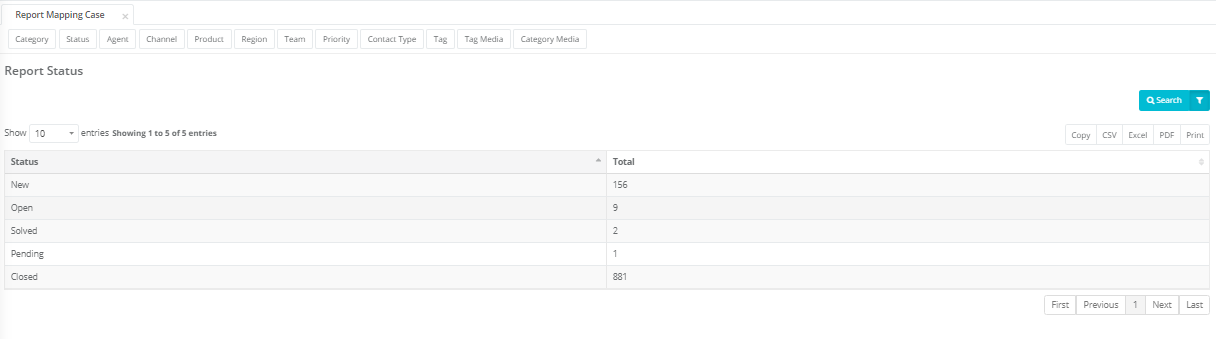 Report Mapping Case ×
Category Status Agent Channel Product Region Team Priority Contact Type Tag Tag Media Category Media
Report Status
Search
Show 10 entries Showing 1 to 5 of 5 entries
Copy CSV Excel PDF Print
Status Total
New 156
Open 9
Solved 2
Pending 1
Closed 881
First Previous 1 Next Last